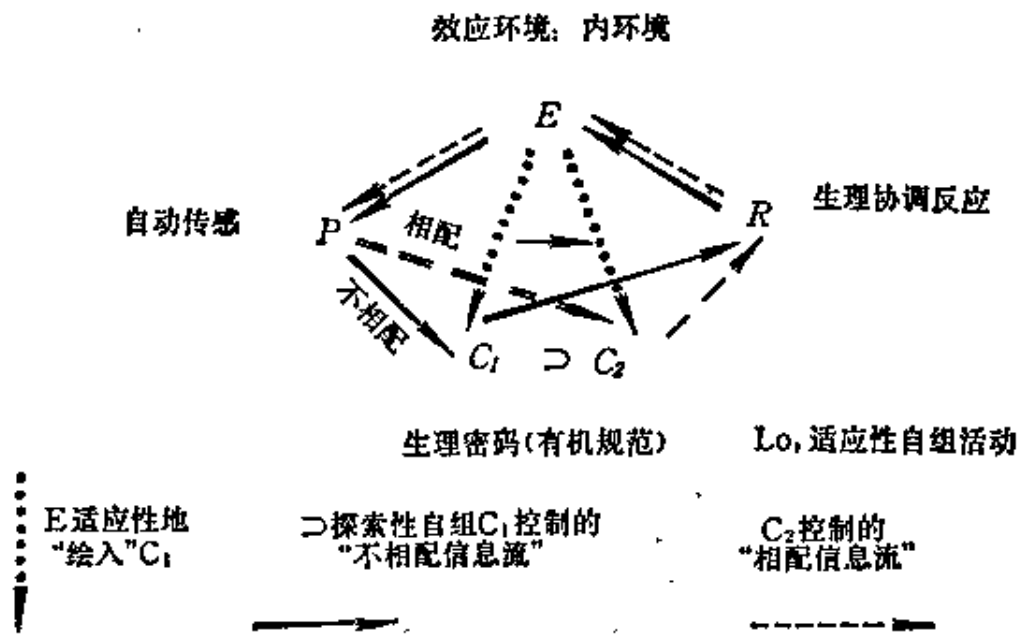 效应环境：内环境
E
自动传感
P
相配
不相配
R
生理协调反应
C₁ ⊃ C₂
生理密码(有机规范)
Lo，适应性自组活动
E适应性地
“绘入”C₁
⊃探索性自组C₁控制的
“不相配信息流”
C₂控制的
“相配信息流”